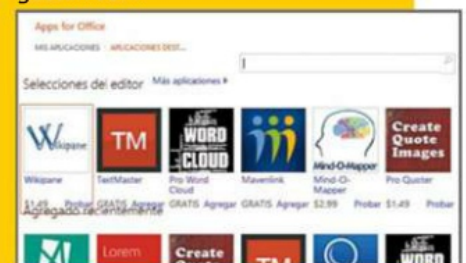 Apps for Office
MIS APLICACIONES APLICACIONES DEST...
Selecciones del editor Más aplicaciones
Wikipane
TM
WORD
CLOUD
Mind-O-Mapper
Create
Quote
Images
Wikipane TextMaster Pro Word Cloud Mavenlink Mind-O-Mapper Pro Quoter
$1,49 Probar GRATIS Agregar GRATIS Agregar GRATIS Agregar $2,99 Probar $1,49 Probar
Agregado recientemente
Lorem
Create
Quote
TM
WORD